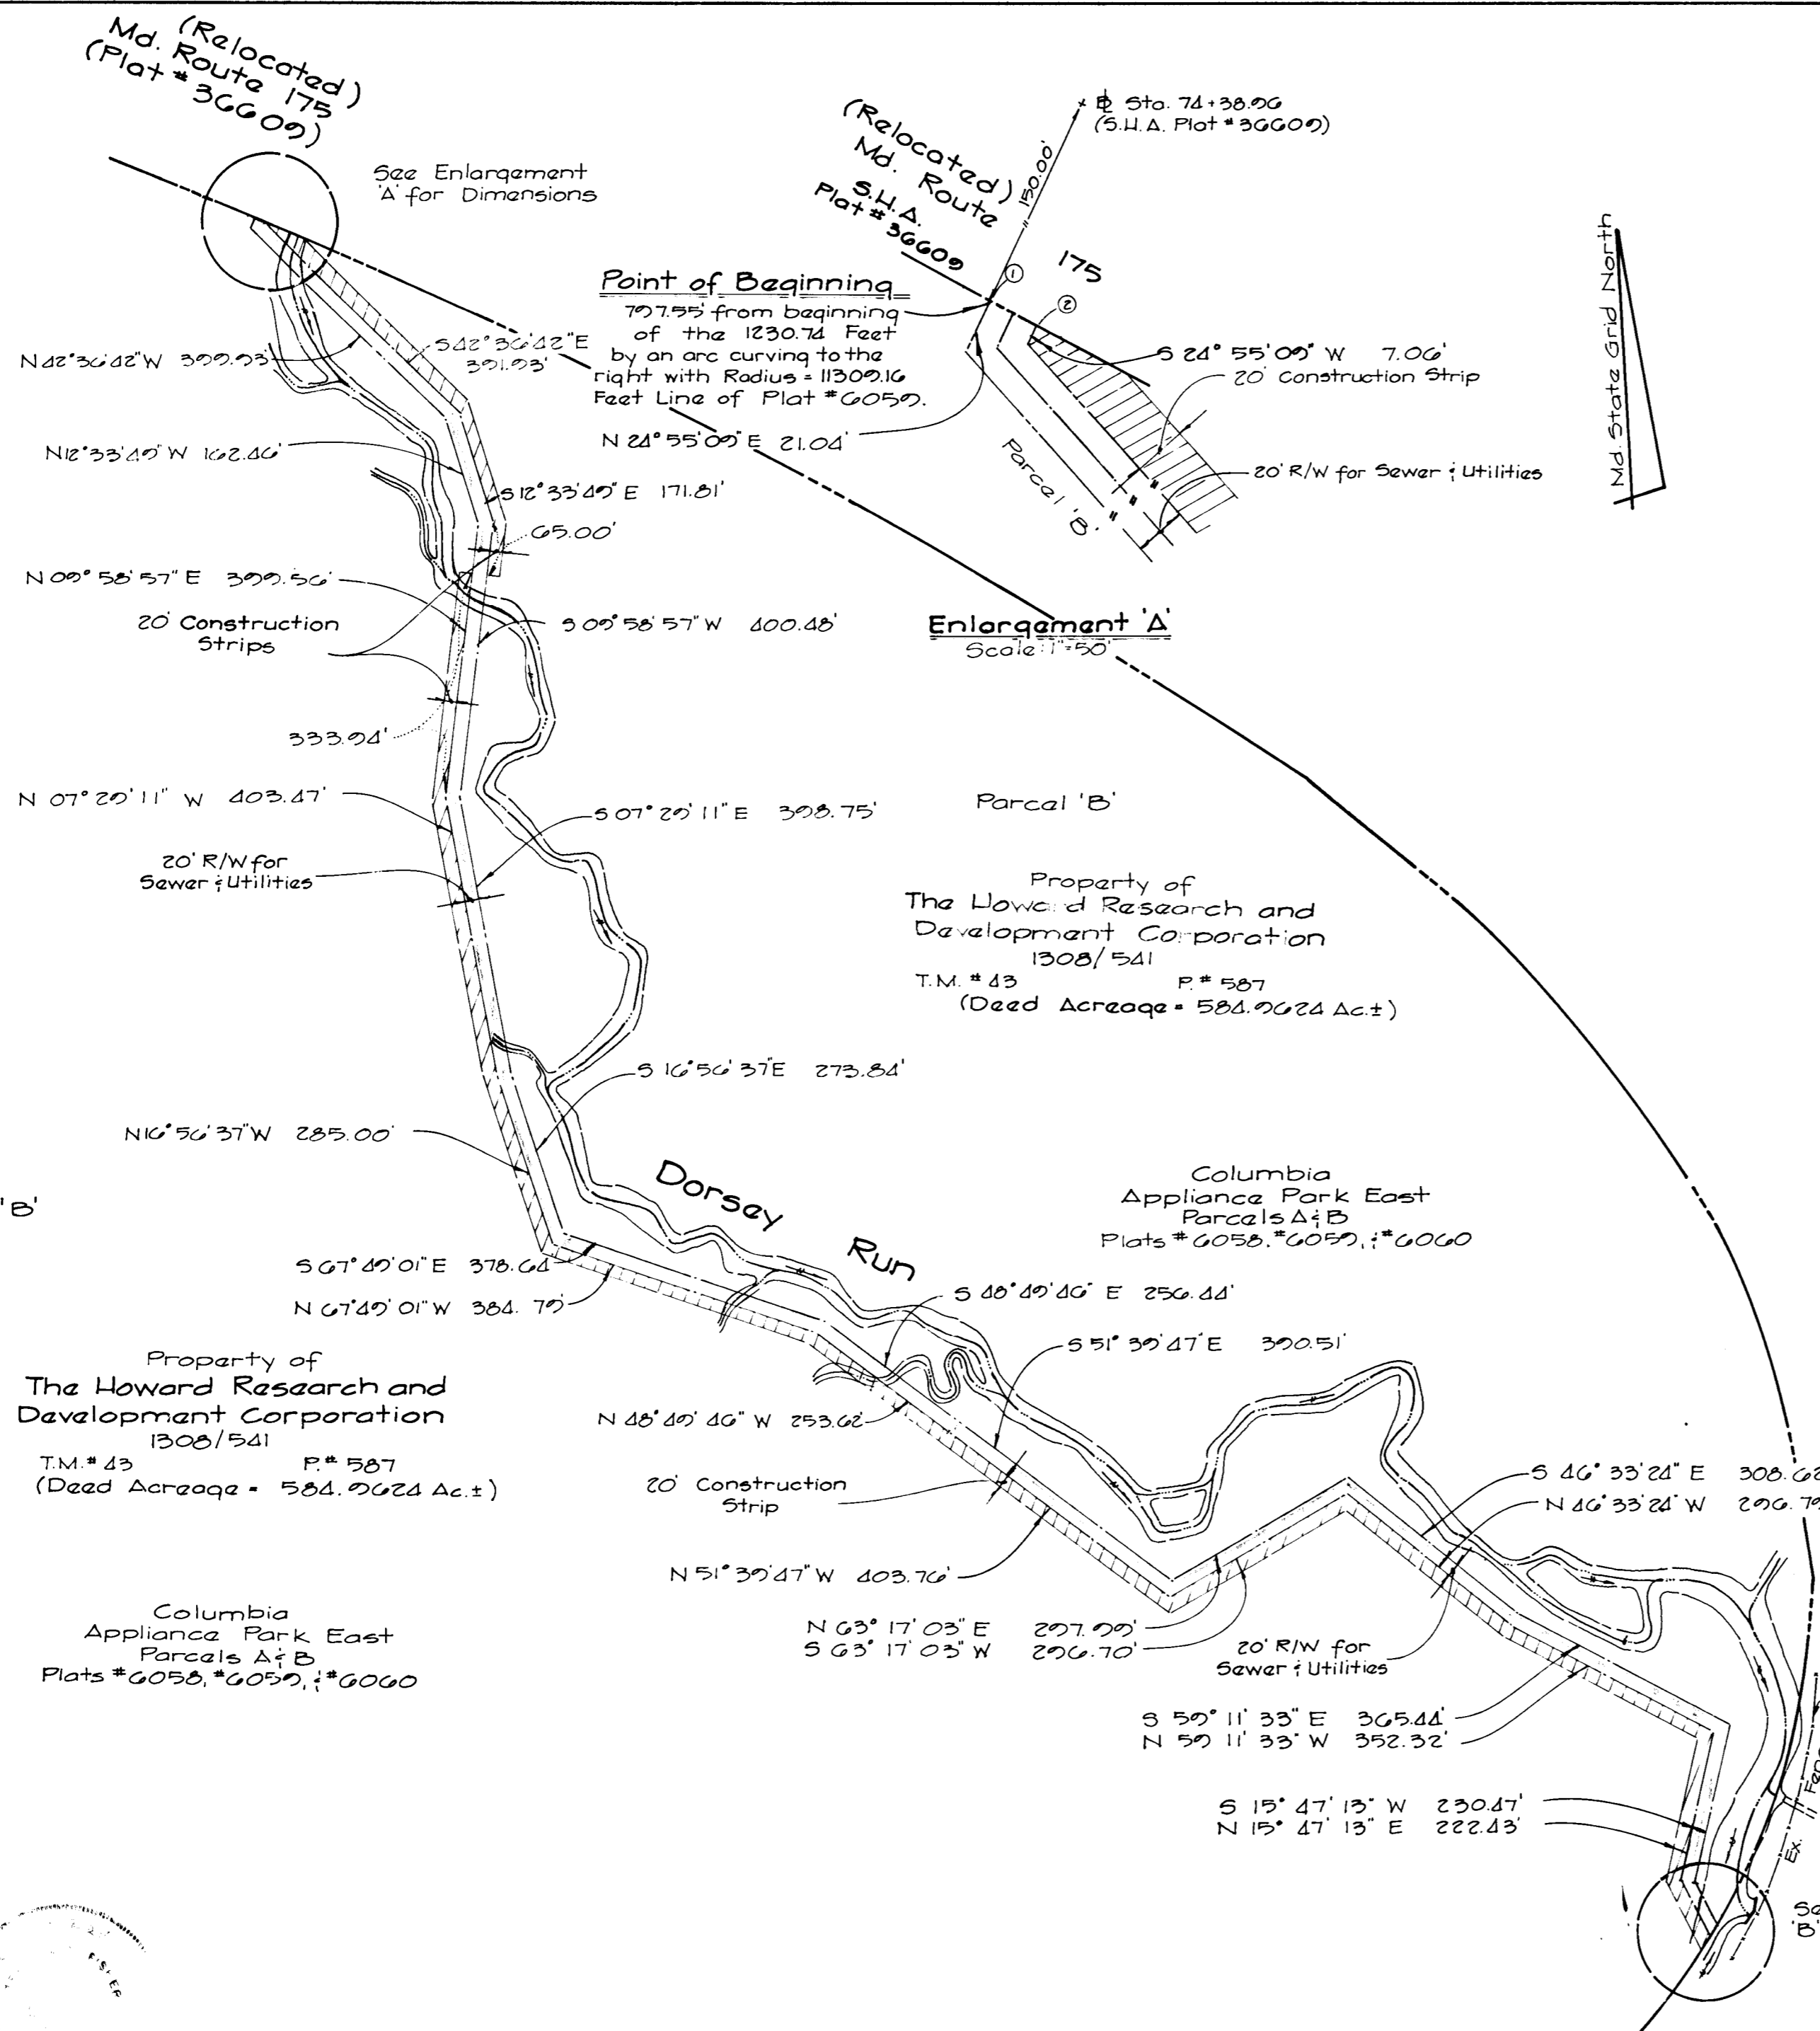 (Relocated)
Md. Route 175
(Plat # 36609)
See Enlargement
'A' for Dimensions
(Relocated)
Md. Route 175
S.H.A.
Plat # 36609
℄ Sta. 74+38.96
(S.H.A. Plat # 36609)
150.00'
Md. State Grid North
Point of Beginning
797.55' from beginning
of the 1230.74 Feet
by an arc curving to the
right with Radius = 11309.16
Feet Line of Plat #6059.
1
2
S 24° 55' 09" W 7.06'
20' Construction Strip
N 24° 55' 09" E 21.04'
Parcel 'B'
20' R/W for Sewer & Utilities
Enlargement 'A'
Scale: 1"=50'
N 42° 36' 42" W 399.93'
S 42° 36' 42" E
391.93'
N 12° 33' 49" W 162.46'
S 12° 33' 49" E 171.81'
65.00'
N 09° 58' 57" E 399.56'
20' Construction
Strips
S 09° 58' 57" W 400.48'
333.94'
N 07° 29' 11" W 403.47'
S 07° 29' 11" E 398.75'
20' R/W for
Sewer & Utilities
Parcel 'B'
Property of
The Howard Research and
Development Corporation
1308/541
T.M. # 43 P. # 587
(Deed Acreage = 584.9624 Ac.±)
S 16° 56' 37" E 273.84'
N 16° 56' 37" W 285.00'
'B'
Dorsey Run
Columbia
Appliance Park East
Parcels A & B
Plats # 6058, #6059, & #6060
S 67° 49' 01" E 378.64'
N 67° 49' 01" W 384.79'
S 48° 49' 46" E 256.44'
S 51° 39' 47" E 390.51'
Property of
The Howard Research and
Development Corporation
1308/541
T.M. # 43 P. # 587
(Deed Acreage = 584.9624 Ac.±)
N 48° 49' 46" W 253.62'
20' Construction
Strip
N 51° 39' 47" W 403.76'
S 46° 33' 24" E 308.62
N 46° 33' 24" W 296.79
N 63° 17' 03" E 297.99'
S 63° 17' 03" W 296.70'
20' R/W for
Sewer & Utilities
Columbia
Appliance Park East
Parcels A & B
Plats # 6058, #6059, & #6060
S 59° 11' 33" E 365.44'
N 59° 11' 33" W 352.32'
S 15° 47' 13" W 230.47'
N 15° 47' 13" E 222.43'
Ex.
'B'